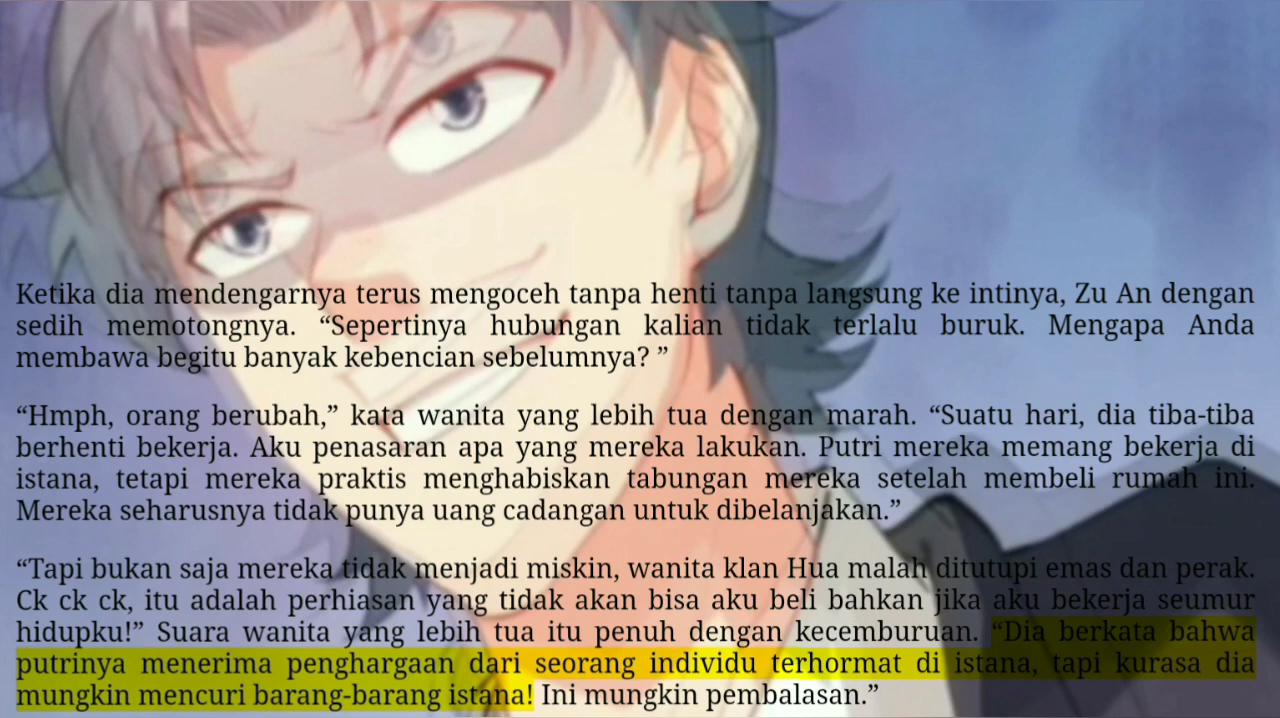 Ketika dia mendengarnya terus mengoceh tanpa henti tanpa langsung ke intinya, Zu An dengan
sedih memotongnya. “Sepertinya hubungan kalian tidak terlalu buruk. Mengapa Anda
membawa begitu banyak kebencian sebelumnya? ”
“Hmph, orang berubah,” kata wanita yang lebih tua dengan marah. “Suatu hari, dia tiba-tiba
berhenti bekerja. Aku penasaran apa yang mereka lakukan. Putri mereka memang bekerja di
istana, tetapi mereka praktis menghabiskan tabungan mereka setelah membeli rumah ini.
Mereka seharusnya tidak punya uang cadangan untuk dibelanjakan.”
“Tapi bukan saja mereka tidak menjadi miskin, wanita klan Hua malah ditutupi emas dan perak.
Ck ck ck, itu adalah perhiasan yang tidak akan bisa aku beli bahkan jika aku bekerja seumur
hidupku!” Suara wanita yang lebih tua itu penuh dengan kecemburuan. “Dia berkata bahwa
putrinya menerima penghargaan dari seorang individu terhormat di istana, tapi kurasa dia
mungkin mencuri barang-barang istana! Ini mungkin pembalasan.”